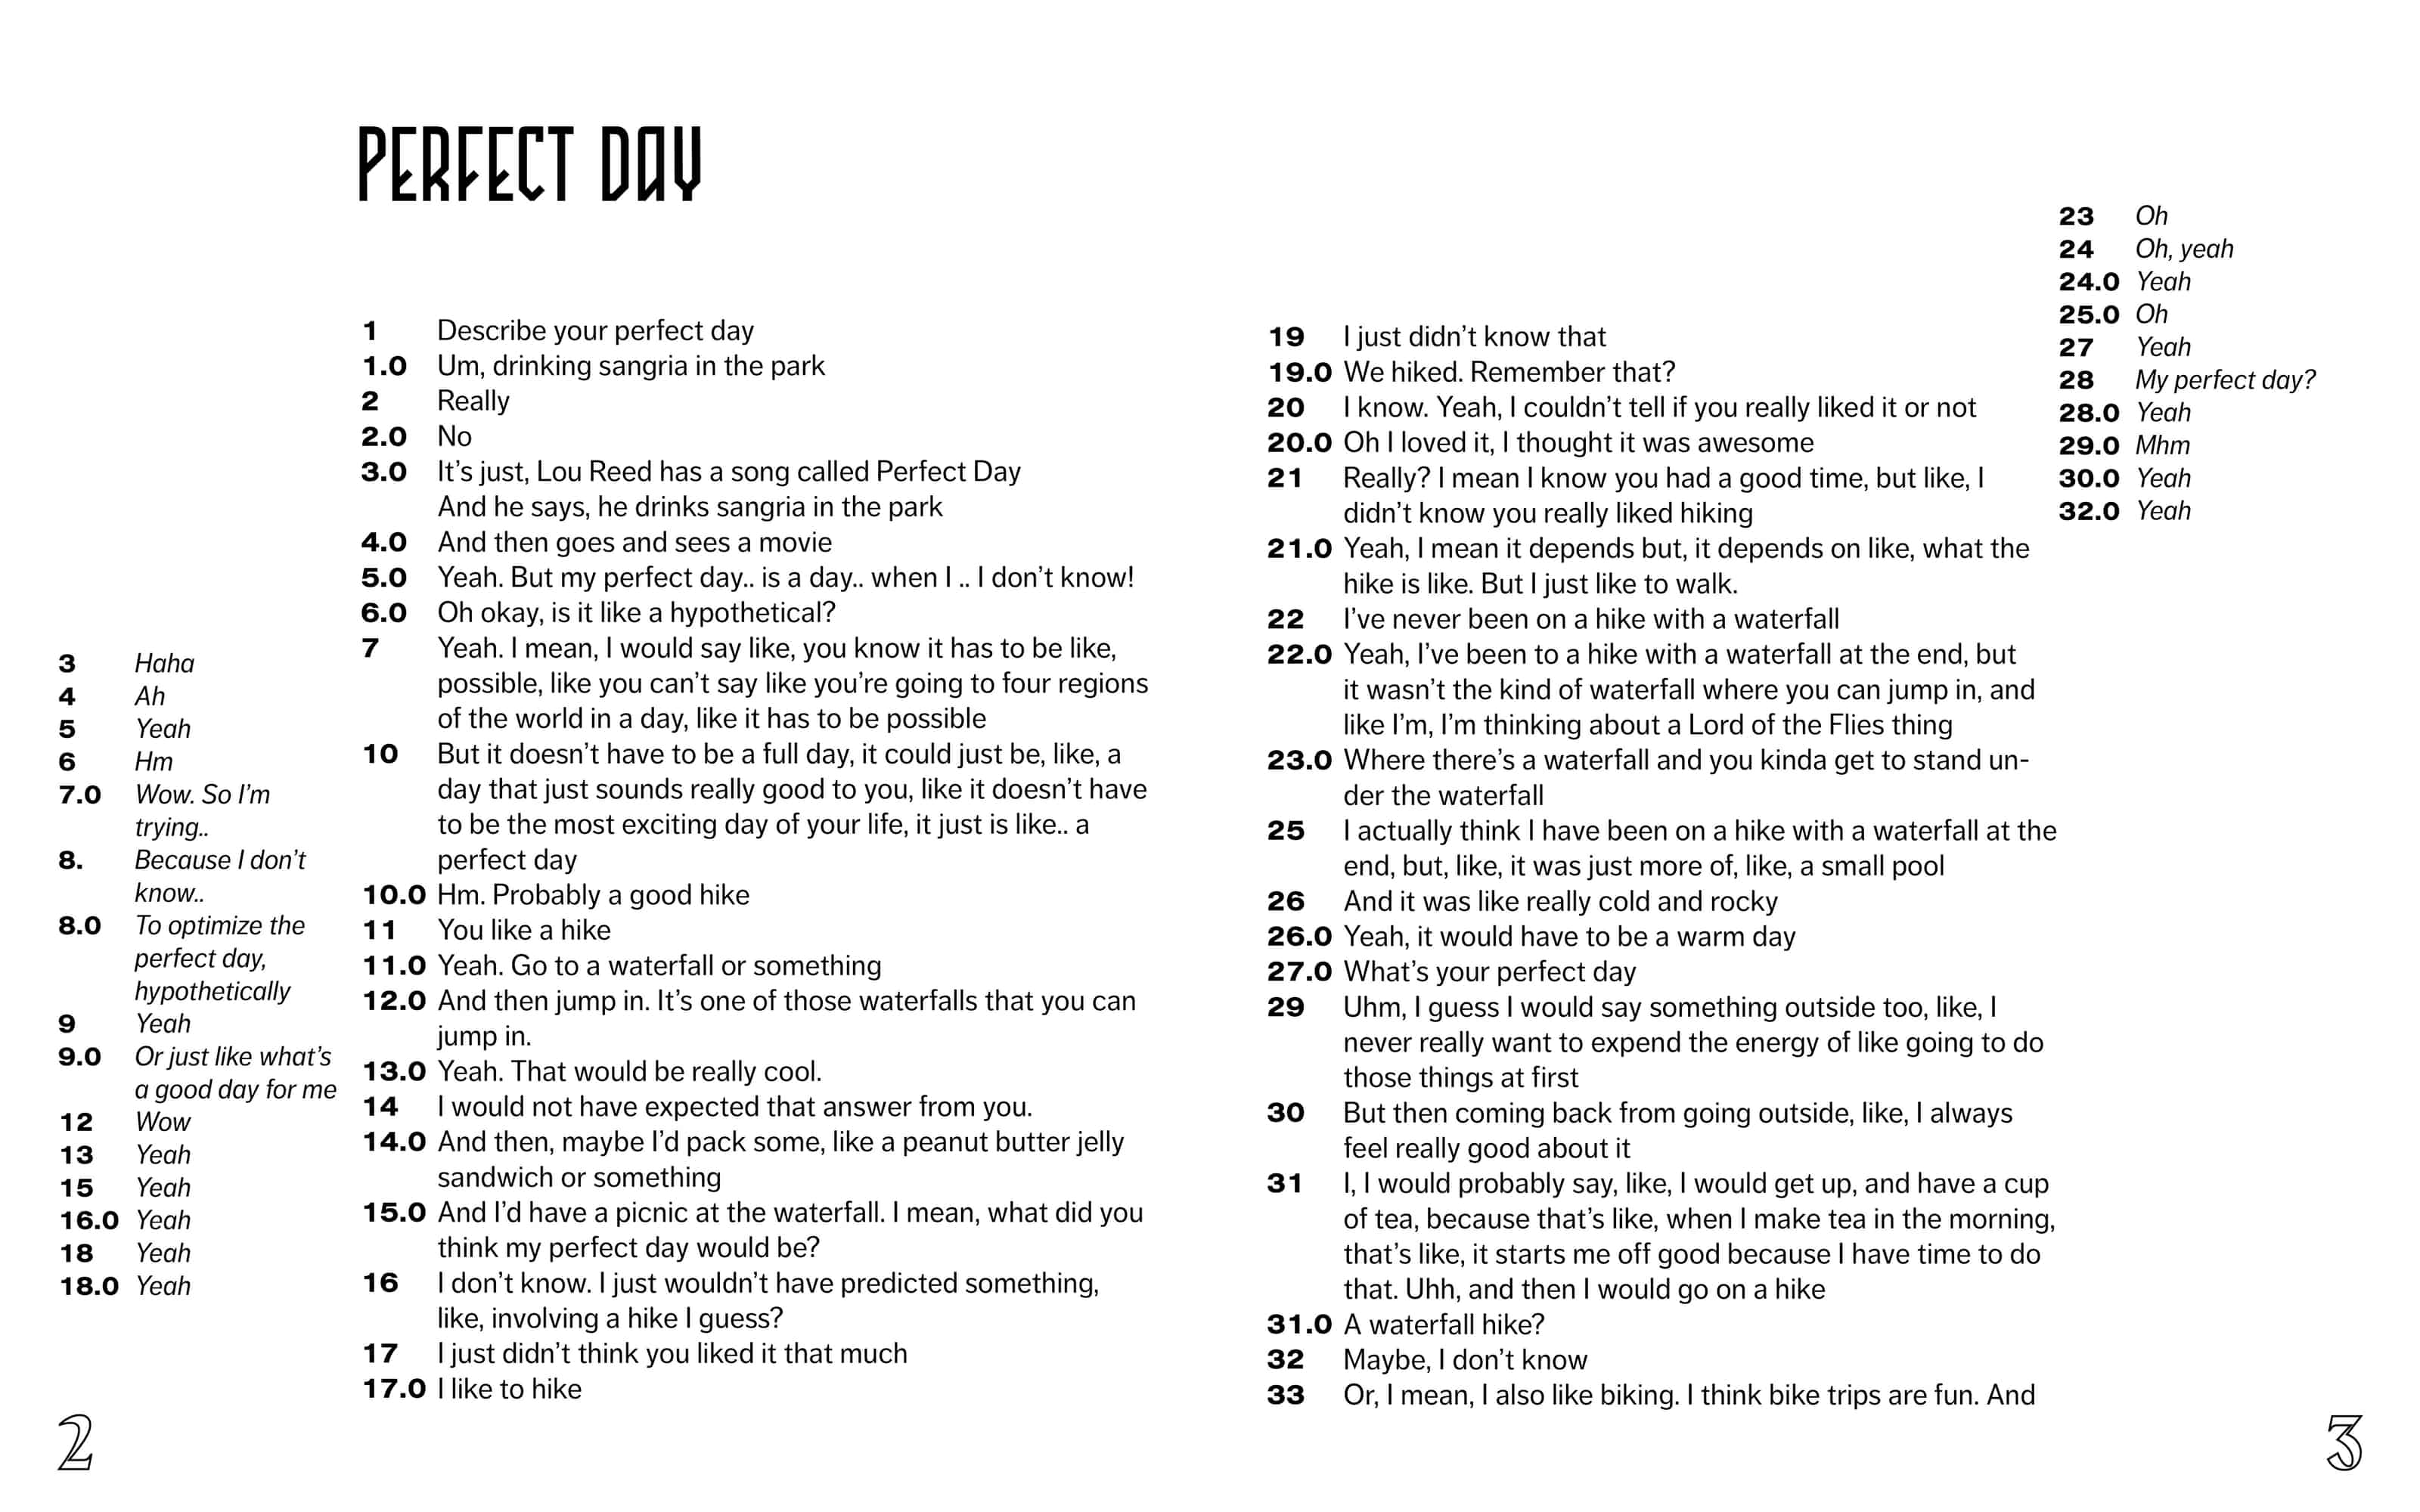 PERFECT DAY
3 Haha
4 Ah
5 Yeah
6 Hm
7.0 Wow. So I'm
trying..
8. Because I don't
know..
8.0 To optimize the
perfect day,
hypothetically
9 Yeah
9.0 Or just like what's
a good day for me
12 Wow
13 Yeah
15 Yeah
16.0 Yeah
18 Yeah
18.0 Yeah
1 Describe your perfect day
1.0 Um, drinking sangria in the park
2 Really
2.0 No
3.0 It's just, Lou Reed has a song called Perfect Day
And he says, he drinks sangria in the park
4.0 And then goes and sees a movie
5.0 Yeah. But my perfect day.. is a day.. when I .. I don't know!
6.0 Oh okay, is it like a hypothetical?
7 Yeah. I mean, I would say like, you know it has to be like,
possible, like you can't say like you're going to four regions
of the world in a day, like it has to be possible
10 But it doesn't have to be a full day, it could just be, like, a
day that just sounds really good to you, like it doesn't have
to be the most exciting day of your life, it just is like.. a
perfect day
10.0 Hm. Probably a good hike
11 You like a hike
11.0 Yeah. Go to a waterfall or something
12.0 And then jump in. It's one of those waterfalls that you can
jump in.
13.0 Yeah. That would be really cool.
14 I would not have expected that answer from you.
14.0 And then, maybe I'd pack some, like a peanut butter jelly
sandwich or something
15.0 And I'd have a picnic at the waterfall. I mean, what did you
think my perfect day would be?
16 I don't know. I just wouldn't have predicted something,
like, involving a hike I guess?
17 I just didn't think you liked it that much
17.0 I like to hike
2
19 I just didn't know that
19.0 We hiked. Remember that?
20 I know. Yeah, I couldn't tell if you really liked it or not
20.0 Oh I loved it, I thought it was awesome
21 Really? I mean I know you had a good time, but like, I
didn't know you really liked hiking
21.0 Yeah, I mean it depends but, it depends on like, what the
hike is like. But I just like to walk.
22 I've never been on a hike with a waterfall
22.0 Yeah, I've been to a hike with a waterfall at the end, but
it wasn't the kind of waterfall where you can jump in, and
like I'm, I'm thinking about a Lord of the Flies thing
23.0 Where there's a waterfall and you kinda get to stand un-
der the waterfall
25 I actually think I have been on a hike with a waterfall at the
end, but, like, it was just more of, like, a small pool
26 And it was like really cold and rocky
26.0 Yeah, it would have to be a warm day
27.0 What's your perfect day
29 Uhm, I guess I would say something outside too, like, I
never really want to expend the energy of like going to do
those things at first
30 But then coming back from going outside, like, I always
feel really good about it
31 I, I would probably say, like, I would get up, and have a cup
of tea, because that's like, when I make tea in the morning,
that's like, it starts me off good because I have time to do
that. Uhh, and then I would go on a hike
31.0 A waterfall hike?
32 Maybe, I don't know
33 Or, I mean, I also like biking. I think bike trips are fun. And
23 Oh
24 Oh, yeah
24.0 Yeah
25.0 Oh
27 Yeah
28 My perfect day?
28.0 Yeah
29.0 Mhm
30.0 Yeah
32.0 Yeah
3